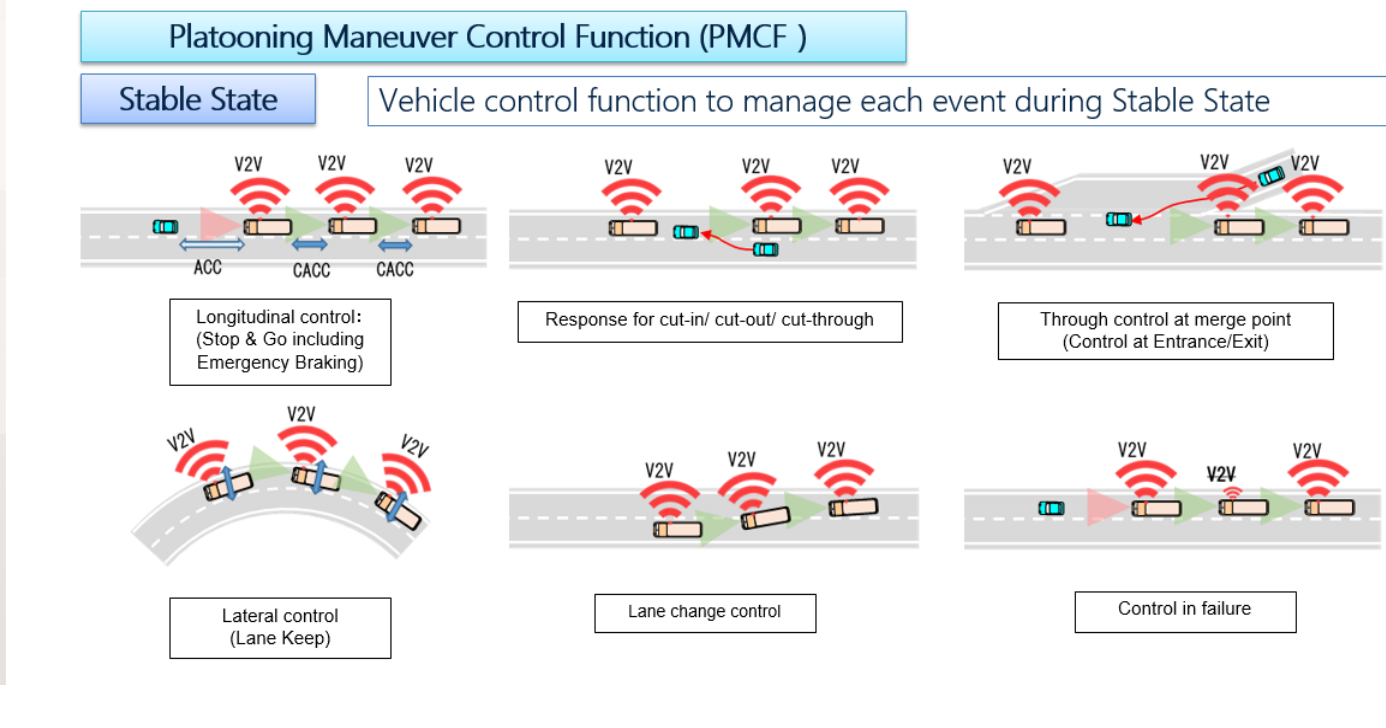 Platooning Maneuver Control Function (PMCF )
Stable State
Vehicle control function to manage each event during Stable State
V2V V2V V2V
ACC CACC CACC
Longitudinal control:
(Stop & Go including
Emergency Braking)
V2V V2V V2V
Response for cut-in/ cut-out/ cut-through
V2V V2V V2V
Through control at merge point
(Control at Entrance/Exit)
V2V V2V V2V
Lateral control
(Lane Keep)
V2V V2V V2V
Lane change control
V2V V2V V2V
Control in failure